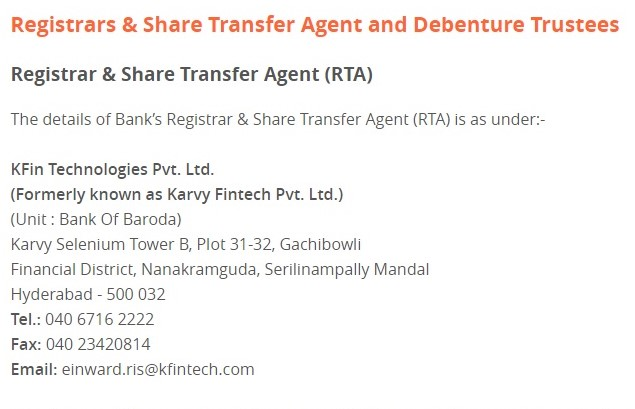 Registrars & Share Transfer Agent and Debenture Trustees
Registrar & Share Transfer Agent (RTA)
The details of Bank’s Registrar & Share Transfer Agent (RTA) is as under:-
KFin Technologies Pvt. Ltd.
(Formerly known as Karvy Fintech Pvt. Ltd.)
(Unit : Bank Of Baroda)
Karvy Selenium Tower B, Plot 31-32, Gachibowli
Financial District, Nanakramguda, Serilinampally Mandal
Hyderabad - 500 032
Tel.: 040 6716 2222
Fax: 040 23420814
Email: einward.ris@kfintech.com